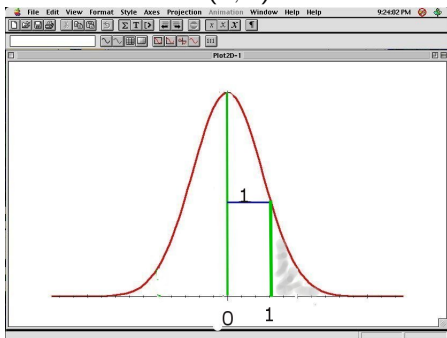 File Edit View Format Style Axes Projection Animation Window Help Help 9:24:02 PM
Σ T x x X ¶
Plot2D-1
1
0 1